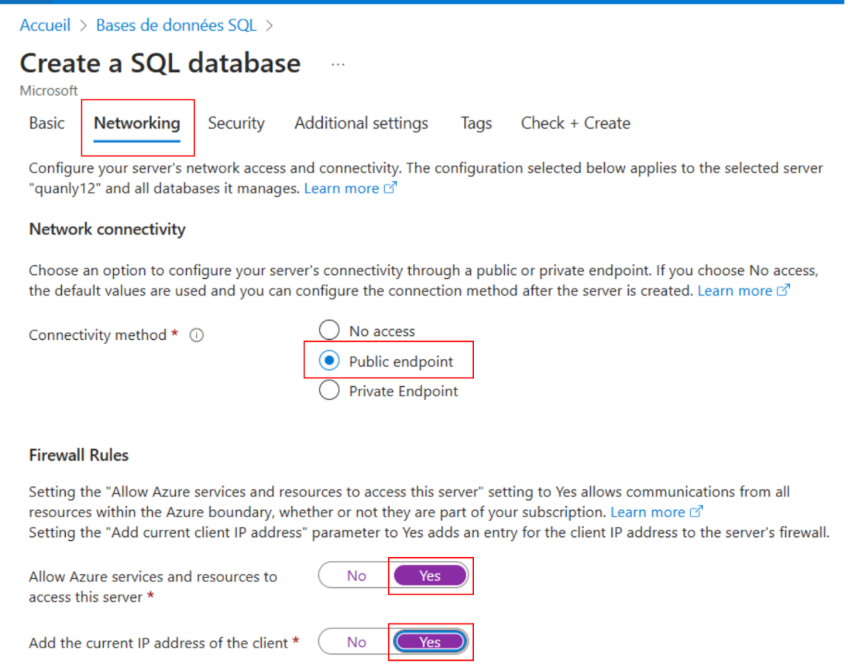 Accueil > Bases de données SQL >
Create a SQL database ...
Microsoft
Basic Networking Security Additional settings Tags Check + Create
Configure your server's network access and connectivity. The configuration selected below applies to the selected server
"quanly12" and all databases it manages. Learn more
Network connectivity
Choose an option to configure your server's connectivity through a public or private endpoint. If you choose No access,
the default values are used and you can configure the connection method after the server is created. Learn more
Connectivity method *
No access
Public endpoint
Private Endpoint
Firewall Rules
Setting the "Allow Azure services and resources to access this server" setting to Yes allows communications from all
resources within the Azure boundary, whether or not they are part of your subscription. Learn more
Setting the "Add current client IP address" parameter to Yes adds an entry for the client IP address to the server's firewall.
Allow Azure services and resources to
access this server *
No Yes
Add the current IP address of the client *
No Yes